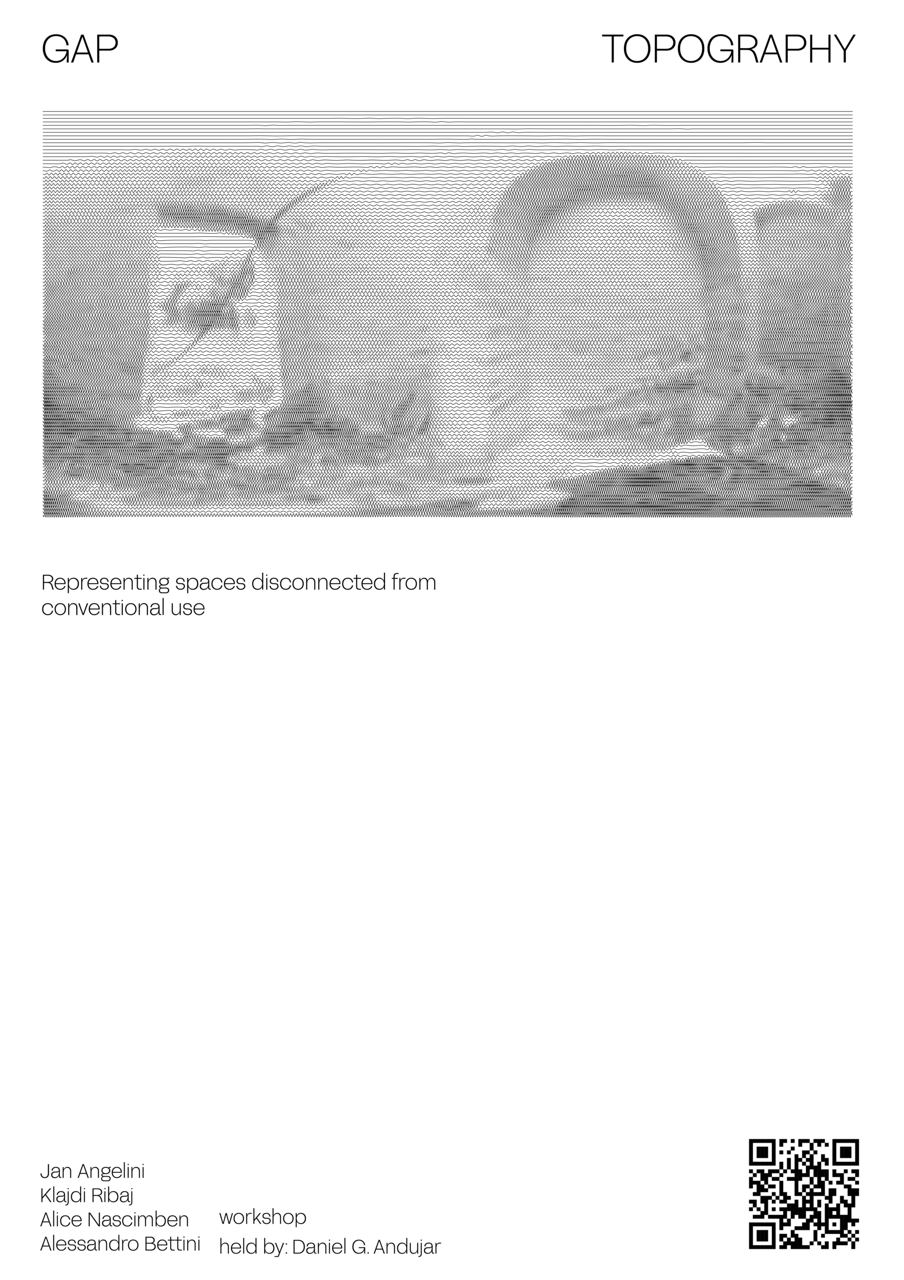 GAP
TOPOGRAPHY
Representing spaces disconnected from
conventional use
Jan Angelini
Klajdi Ribaj
Alice Nascimben
Alessandro Bettini
workshop
held by: Daniel G. Andujar